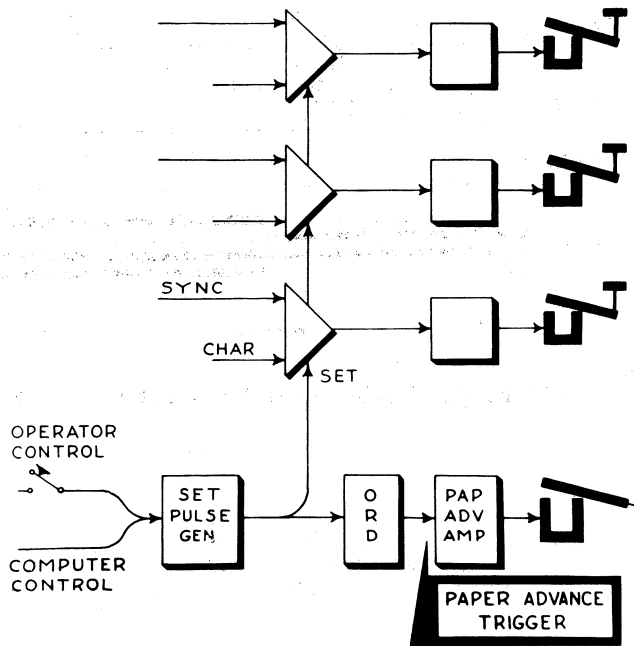 SYNC
CHAR
SET
OPERATOR
CONTROL
SET
PULSE
GEN
O
R
D
PAP
ADV
AMP
COMPUTER
CONTROL
PAPER ADVANCE
TRIGGER